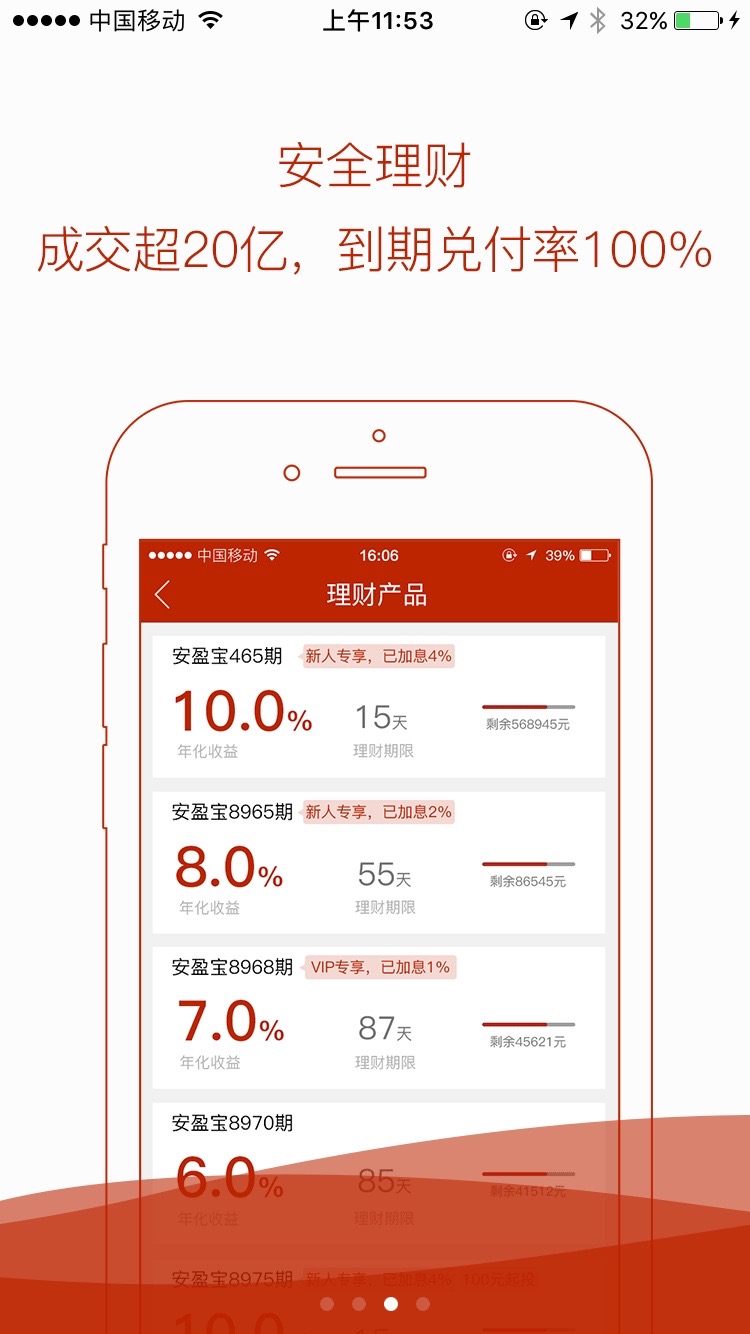 中国移动 上午11:53 32%
安全理财
成交超20亿，到期兑付率100%
中国移动 16:06 39%
理财产品
安盈宝465期 新人专享，已加息4%
10.0% 15天
剩余568945元
年化收益 理财期限
安盈宝8965期 新人专享，已加息2%
8.0% 55天
剩余86545元
年化收益 理财期限
安盈宝8968期 VIP专享，已加息1%
7.0% 87天
剩余45621元
年化收益 理财期限
安盈宝8970期
6.0% 85天
剩余41512元
年化收益 理财期限
安盈宝8975期 新人专享，已加息4%，100元起投
10.0 15